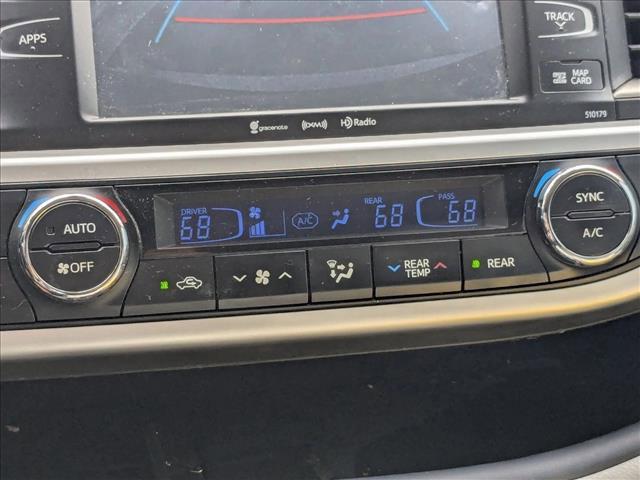 APPS
TRACK
MAP CARD
gracenote (((XM))) HD Radio
510179
DRIVER
68
A/C
REAR
68
PASS
68
AUTO
OFF
SYNC
A/C
REAR TEMP
REAR